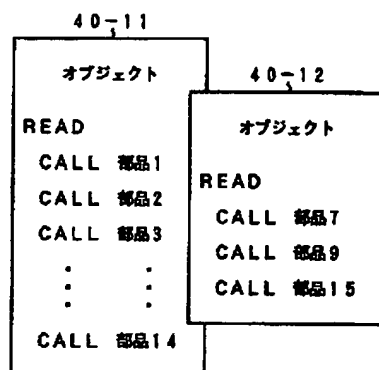 40-11
オブジェクト
READ
CALL 部品1
CALL 部品2
CALL 部品3
・ ・
・ ・
・ ・
CALL 部品14
40-12
オブジェクト
READ
CALL 部品7
CALL 部品9
CALL 部品15